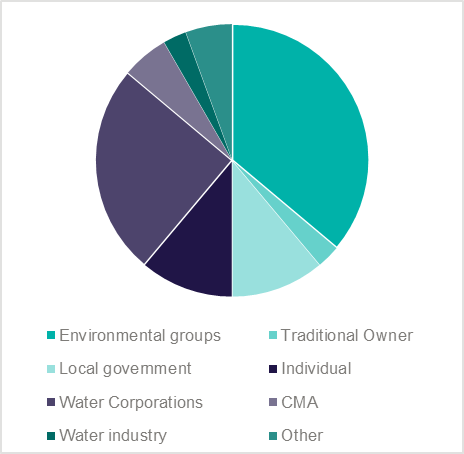 Environmental groups
Traditional Owner
Local government
Individual
Water Corporations
CMA
Water industry
Other